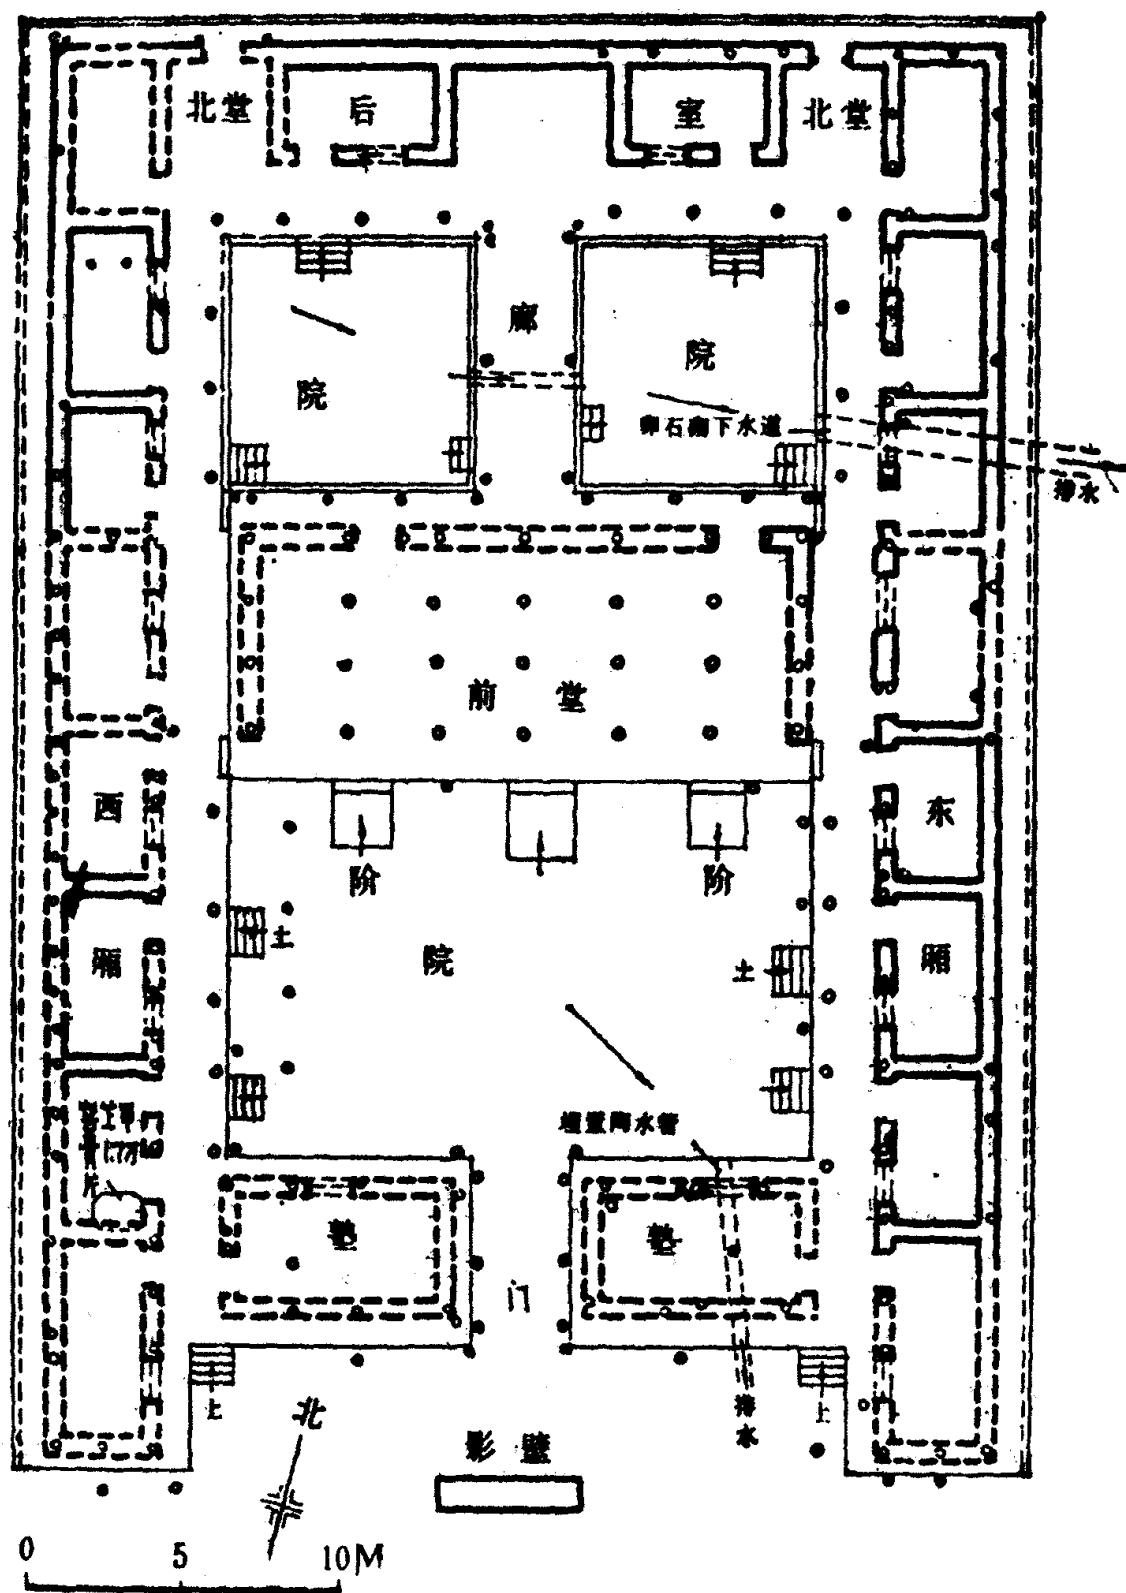 北堂 后 室 北堂
廊
院 院
卵石砌下水道
排水
前 堂
西 东
阶 阶
厢 院 厢
土 土
埋置陶水管
塾 塾
门
上 排水 上
北
影 壁
0 5 10M